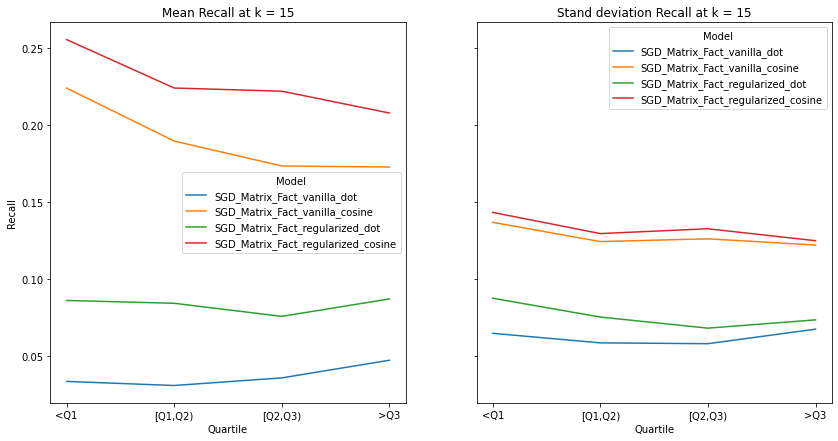 Mean Recall at k = 15
Recall
0.25
0.20
0.15
0.10
0.05
Model
SGD_Matrix_Fact_vanilla_dot
SGD_Matrix_Fact_vanilla_cosine
SGD_Matrix_Fact_regularized_dot
SGD_Matrix_Fact_regularized_cosine
<Q1
[Q1,Q2)
[Q2,Q3)
>Q3
Quartile
Stand deviation Recall at k = 15
Model
SGD_Matrix_Fact_vanilla_dot
SGD_Matrix_Fact_vanilla_cosine
SGD_Matrix_Fact_regularized_dot
SGD_Matrix_Fact_regularized_cosine
<Q1
[Q1,Q2)
[Q2,Q3)
>Q3
Quartile